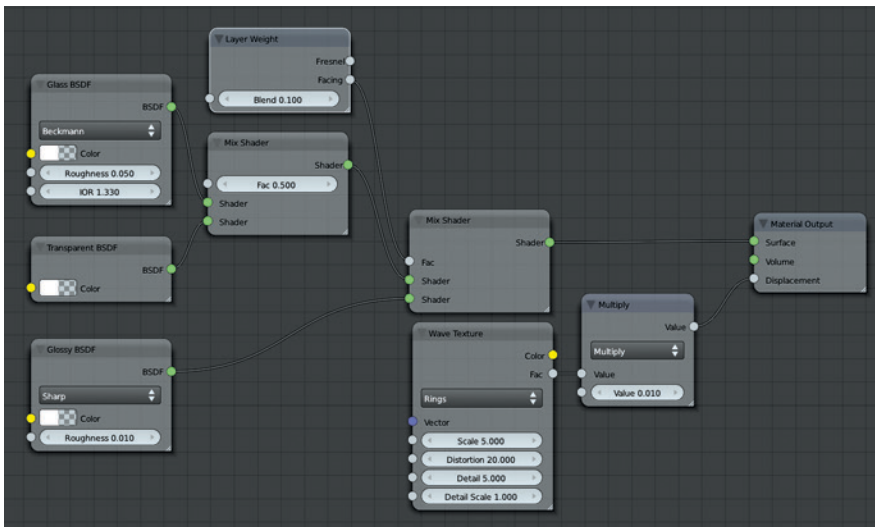 Layer Weight
Fresnel
Facing
Blend 0.100
Glass BSDF
BSDF
Beckmann
Color
Roughness 0.050
IOR 1.330
Mix Shader
Shader
Fac 0.500
Shader
Shader
Transparent BSDF
BSDF
Color
Glossy BSDF
BSDF
Sharp
Color
Roughness 0.010
Mix Shader
Shader
Fac
Shader
Shader
Wave Texture
Color
Fac
Rings
Vector
Scale 5.000
Distortion 20.000
Detail 5.000
Detail Scale 1.000
Multiply
Value
Multiply
Value
Value 0.010
Material Output
Surface
Volume
Displacement